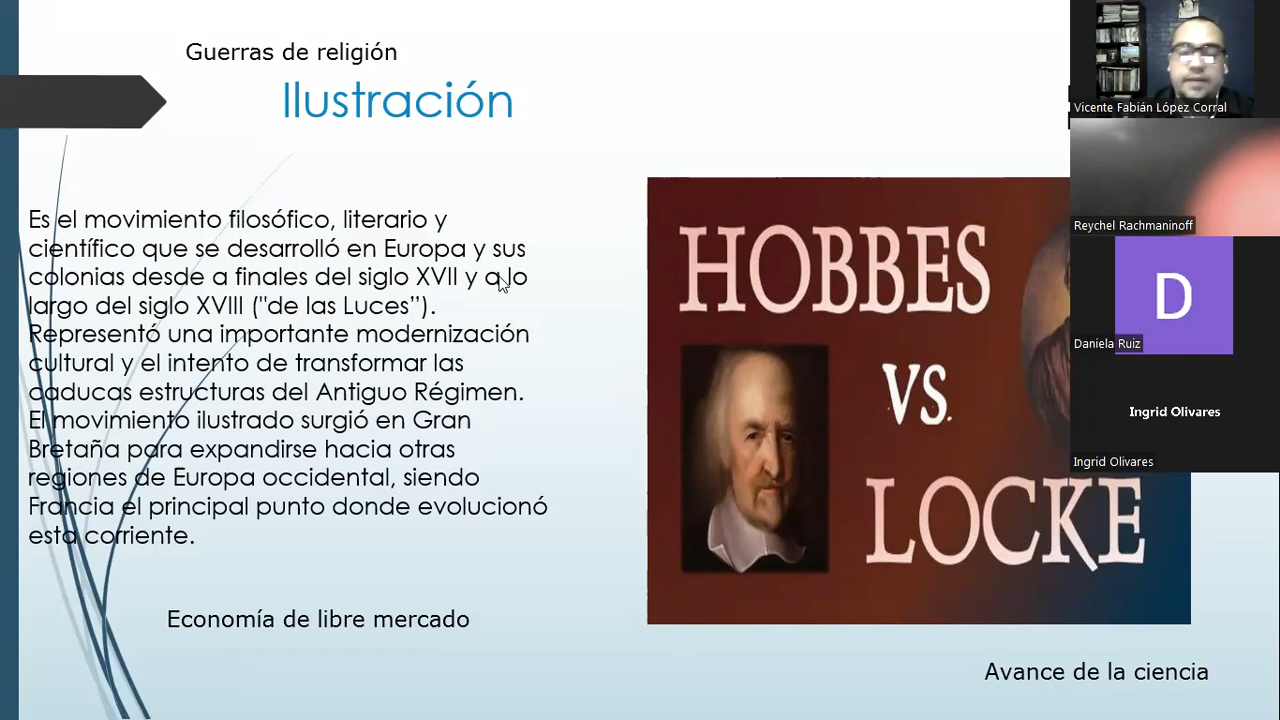 Guerras de religión
Ilustración
Es el movimiento filosófico, literario y
científico que se desarrolló en Europa y sus
colonias desde a finales del siglo XVII y a lo
largo del siglo XVIII ("de las Luces”).
Representó una importante modernización
cultural y el intento de transformar las
caducas estructuras del Antiguo Régimen.
El movimiento ilustrado surgió en Gran
Bretaña para expandirse hacia otras
regiones de Europa occidental, siendo
Francia el principal punto donde evolucionó
esta corriente.
Economía de libre mercado
HOBBES
VS.
LOCKE
Avance de la ciencia
Vicente Fabián López Corral
Reychel Rachmaninoff
D
Daniela Ruiz
Ingrid Olivares
Ingrid Olivares